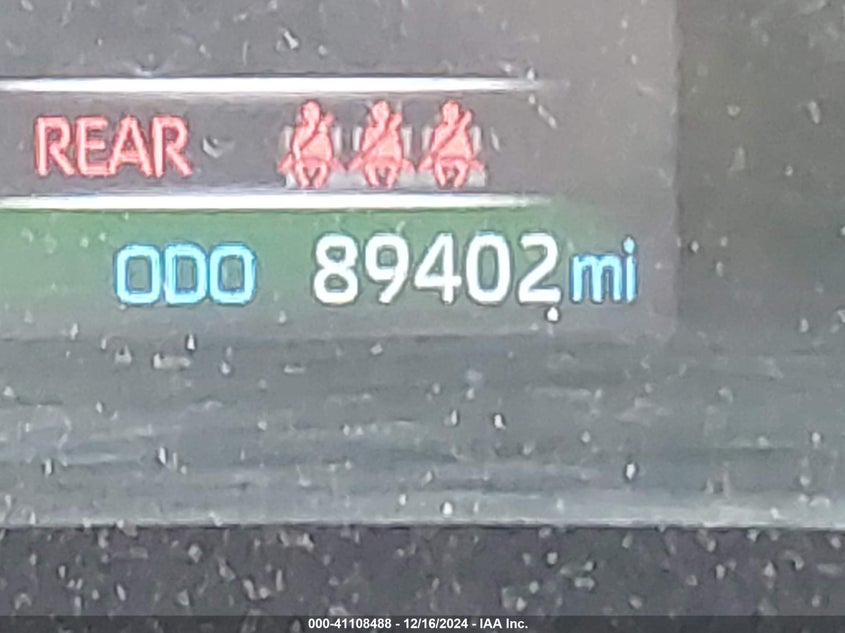 REAR
ODO 89402mi
000-41108488 - 12/16/2024 - IAA Inc.